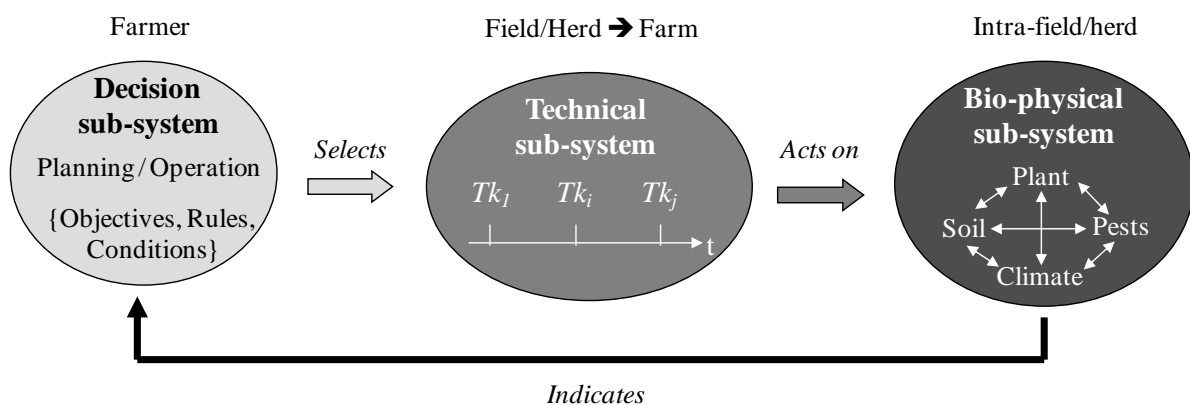 Farmer
Decision
sub-system
Planning / Operation
{Objectives, Rules,
Conditions}
Selects
Field/Herd ➔ Farm
Technical
sub-system
Tk1 Tki Tkj
t
Acts on
Intra-field/herd
Bio-physical
sub-system
Plant
Soil Pests
Climate
Indicates